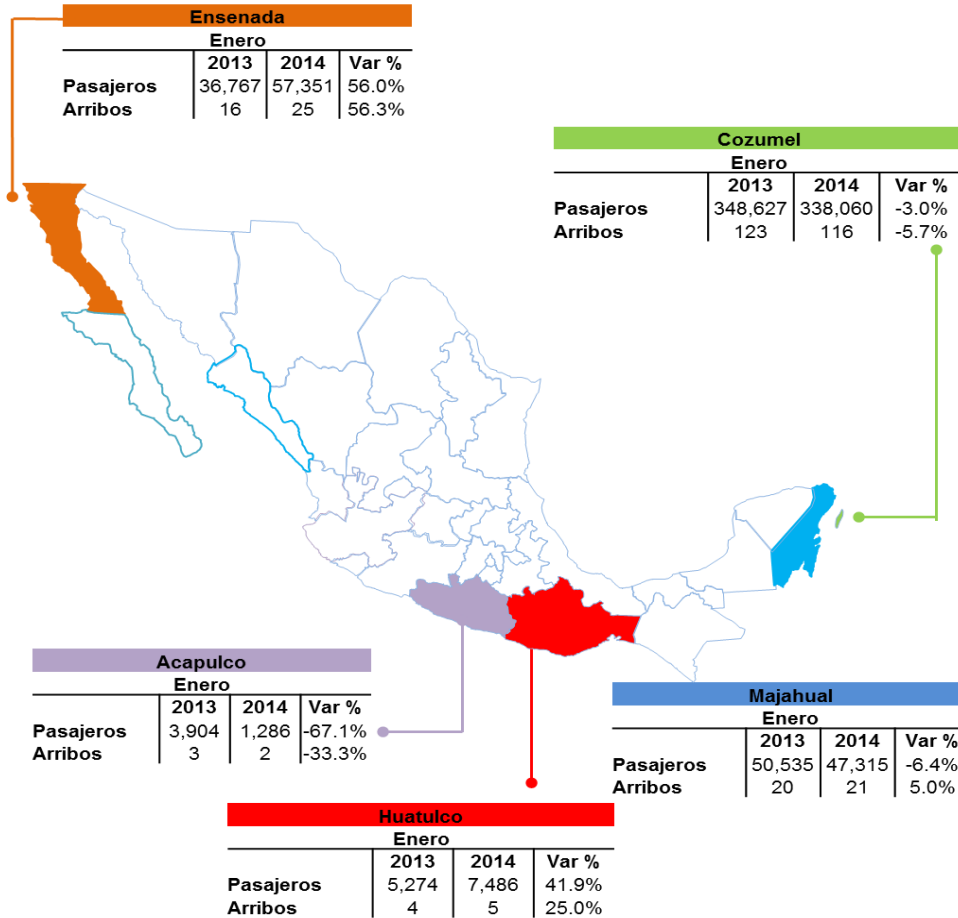 Ensenada
Enero
2013 2014 Var %
Pasajeros 36,767 57,351 56.0%
Arribos 16 25 56.3%
Cozumel
Enero
2013 2014 Var %
Pasajeros 348,627 338,060 -3.0%
Arribos 123 116 -5.7%
Acapulco
Enero
2013 2014 Var %
Pasajeros 3,904 1,286 -67.1%
Arribos 3 2 -33.3%
Majahual
Enero
2013 2014 Var %
Pasajeros 50,535 47,315 -6.4%
Arribos 20 21 5.0%
Huatulco
Enero
2013 2014 Var %
Pasajeros 5,274 7,486 41.9%
Arribos 4 5 25.0%